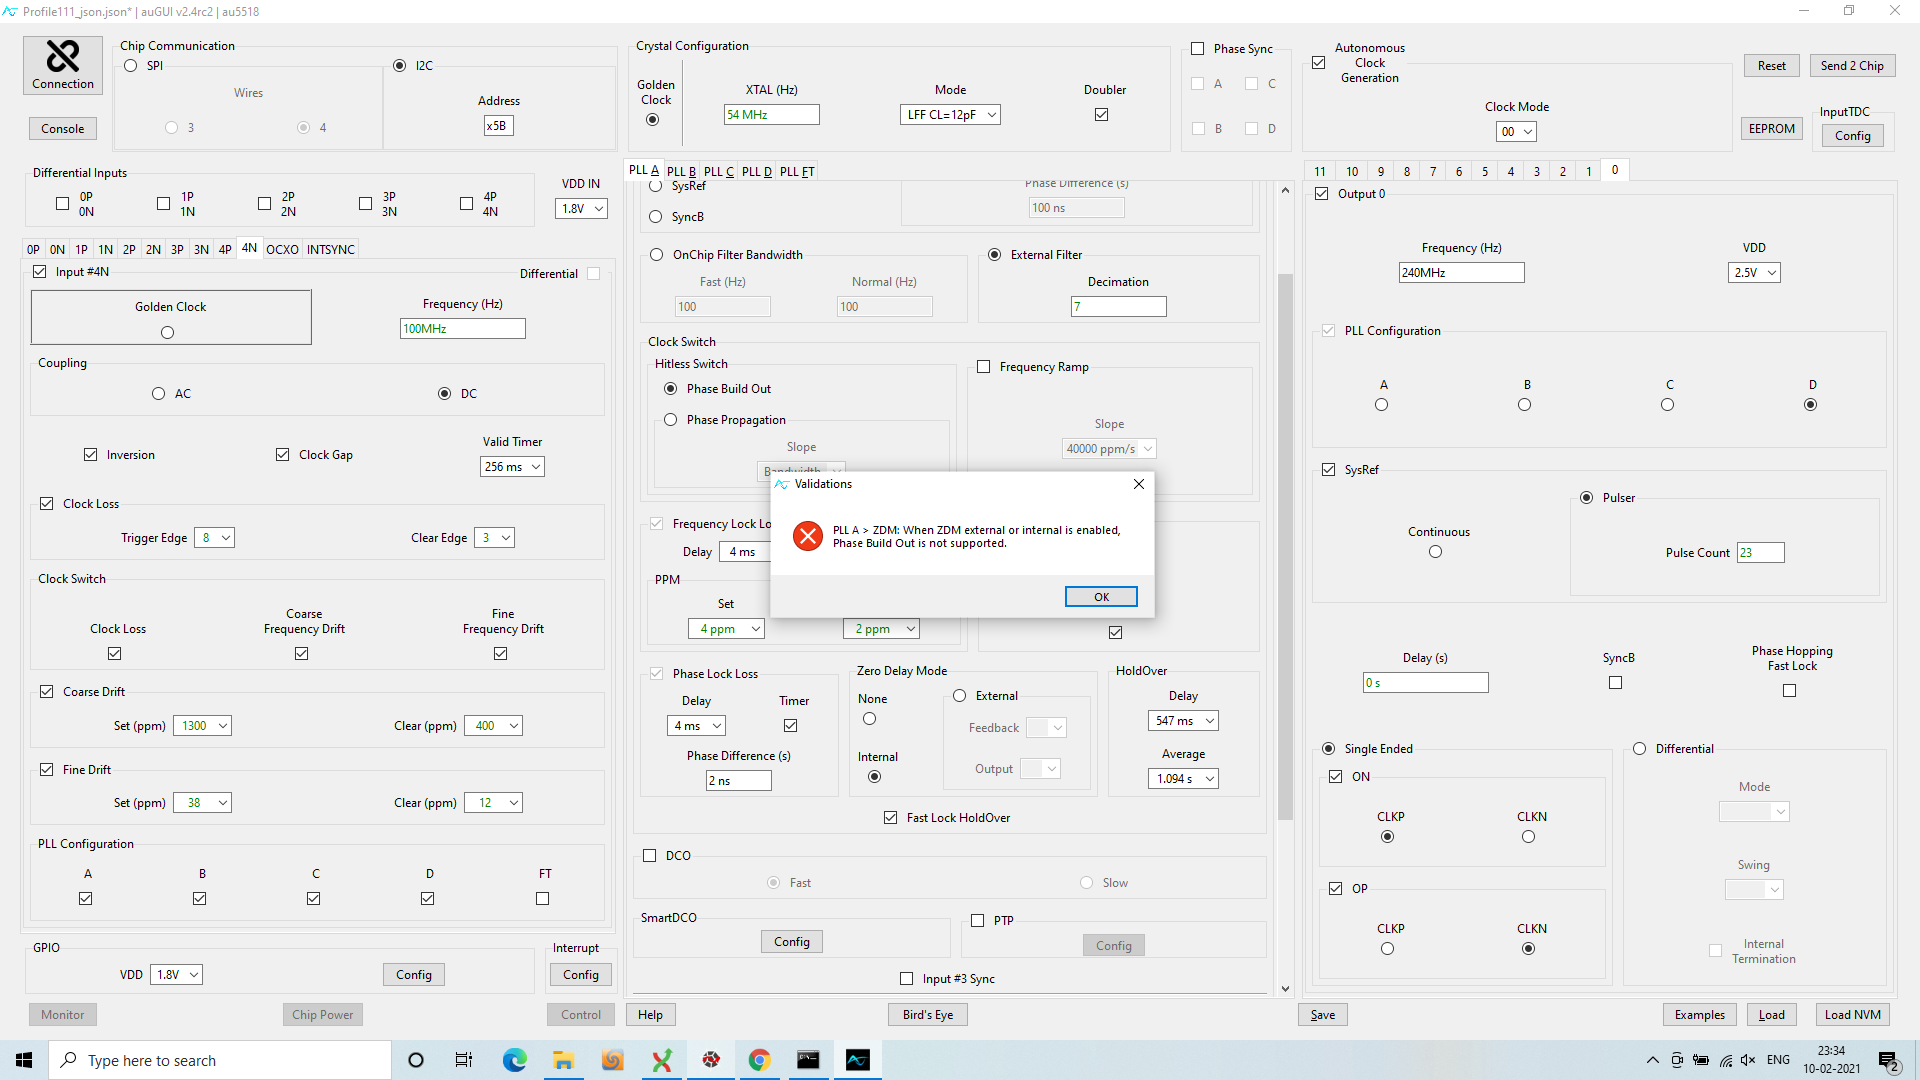 Profile111_json.json* | auGUI v2.4rc2 | au5518
Connection
Console
Chip Communication
SPI
Wires
3
4
I2C
Address
x5B
Crystal Configuration
Golden
Clock
XTAL (Hz)
54 MHz
Mode
LFF CL=12pF
Doubler
Phase Sync
A
C
B
D
Autonomous
Clock
Generation
Clock Mode
00
Reset
Send 2 Chip
EEPROM
InputTDC
Config
Differential Inputs
0P
0N
1P
1N
2P
2N
3P
3N
4P
4N
VDD IN
1.8V
0P 0N 1P 1N 2P 2N 3P 3N 4P 4N OCXO INTSYNC
Input #4N
Differential
Golden Clock
Frequency (Hz)
100MHz
Coupling
AC
DC
Inversion
Clock Gap
Valid Timer
256 ms
Clock Loss
Trigger Edge 8
Clear Edge 3
Clock Switch
Clock Loss
Coarse
Frequency Drift
Fine
Frequency Drift
Coarse Drift
Set (ppm) 1300
Clear (ppm) 400
Fine Drift
Set (ppm) 38
Clear (ppm) 12
PLL Configuration
A
B
C
D
FT
GPIO
VDD 1.8V
Config
Interrupt
Config
Monitor
Chip Power
Control
PLL A PLL B PLL C PLL D PLL FT
SysRef
SyncB
Phase Difference (s)
100 ns
OnChip Filter Bandwidth
Fast (Hz)
100
Normal (Hz)
100
External Filter
Decimation
7
Clock Switch
Hitless Switch
Phase Build Out
Phase Propagation
Slope
Bandwidth
Frequency Ramp
Slope
40000 ppm/s
Validations
PLL A > ZDM: When ZDM external or internal is enabled,
Phase Build Out is not supported.
OK
Frequency Lock Lo
Delay 4 ms
PPM
Set
4 ppm
2 ppm
Phase Lock Loss
Delay
4 ms
Timer
Phase Difference (s)
2 ns
Zero Delay Mode
None
Internal
External
Feedback
Output
HoldOver
Delay
547 ms
Average
1.094 s
Fast Lock HoldOver
DCO
Fast
Slow
SmartDCO
Config
PTP
Config
Input #3 Sync
Help
Bird's Eye
11 10 9 8 7 6 5 4 3 2 1 0
Output 0
Frequency (Hz)
240MHz
VDD
2.5V
PLL Configuration
A
B
C
D
SysRef
Continuous
Pulser
Pulse Count 23
Delay (s)
0 s
SyncB
Phase Hopping
Fast Lock
Single Ended
ON
CLKP
CLKN
OP
CLKP
CLKN
Differential
Mode
Swing
Internal
Termination
Save
Examples
Load
Load NVM
Type here to search
ENG
23:34
10-02-2021
2